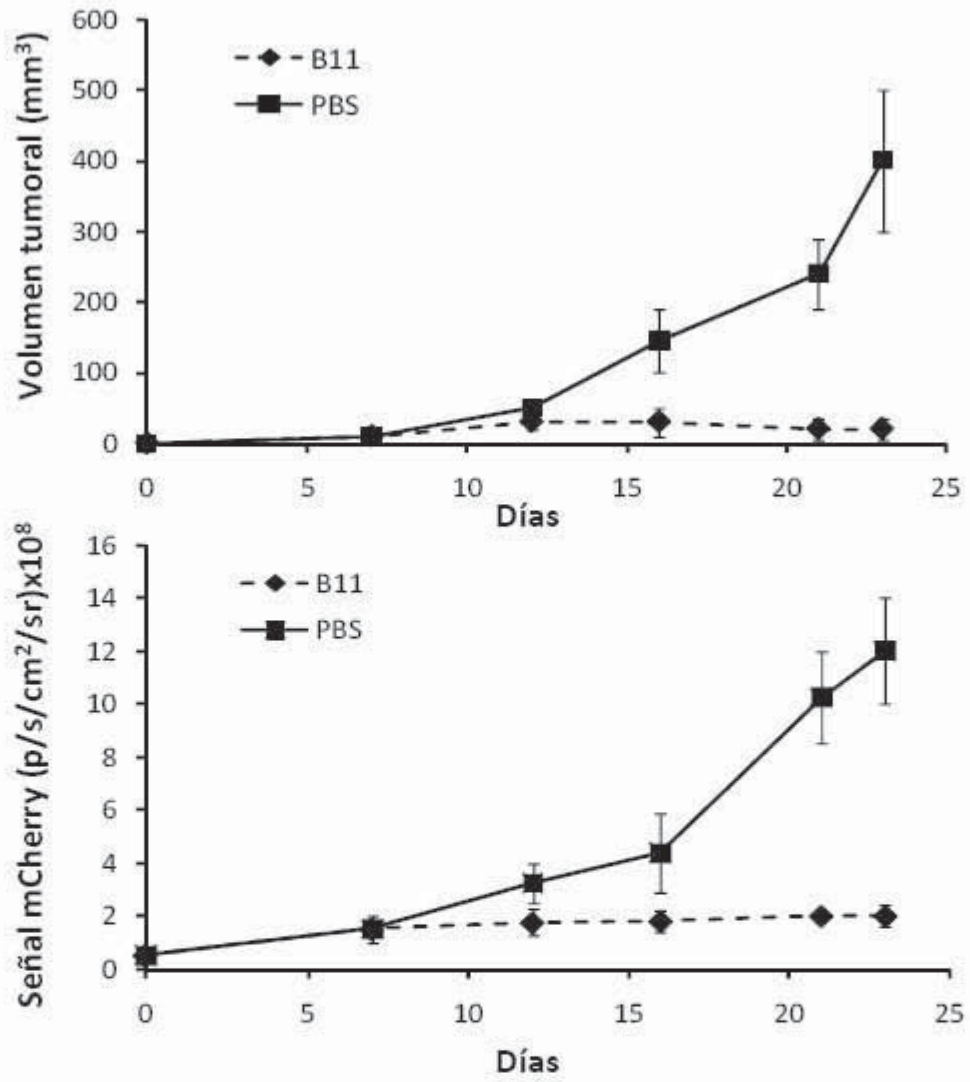 600
500
400
300
200
100
0
Volumen tumoral (mm³)
B11
PBS
0 5 10 15 20 25
Días
16
14
12
10
8
6
4
2
0
Señal mCherry (p/s/cm²/sr)x10⁸
B11
PBS
0 5 10 15 20 25
Días